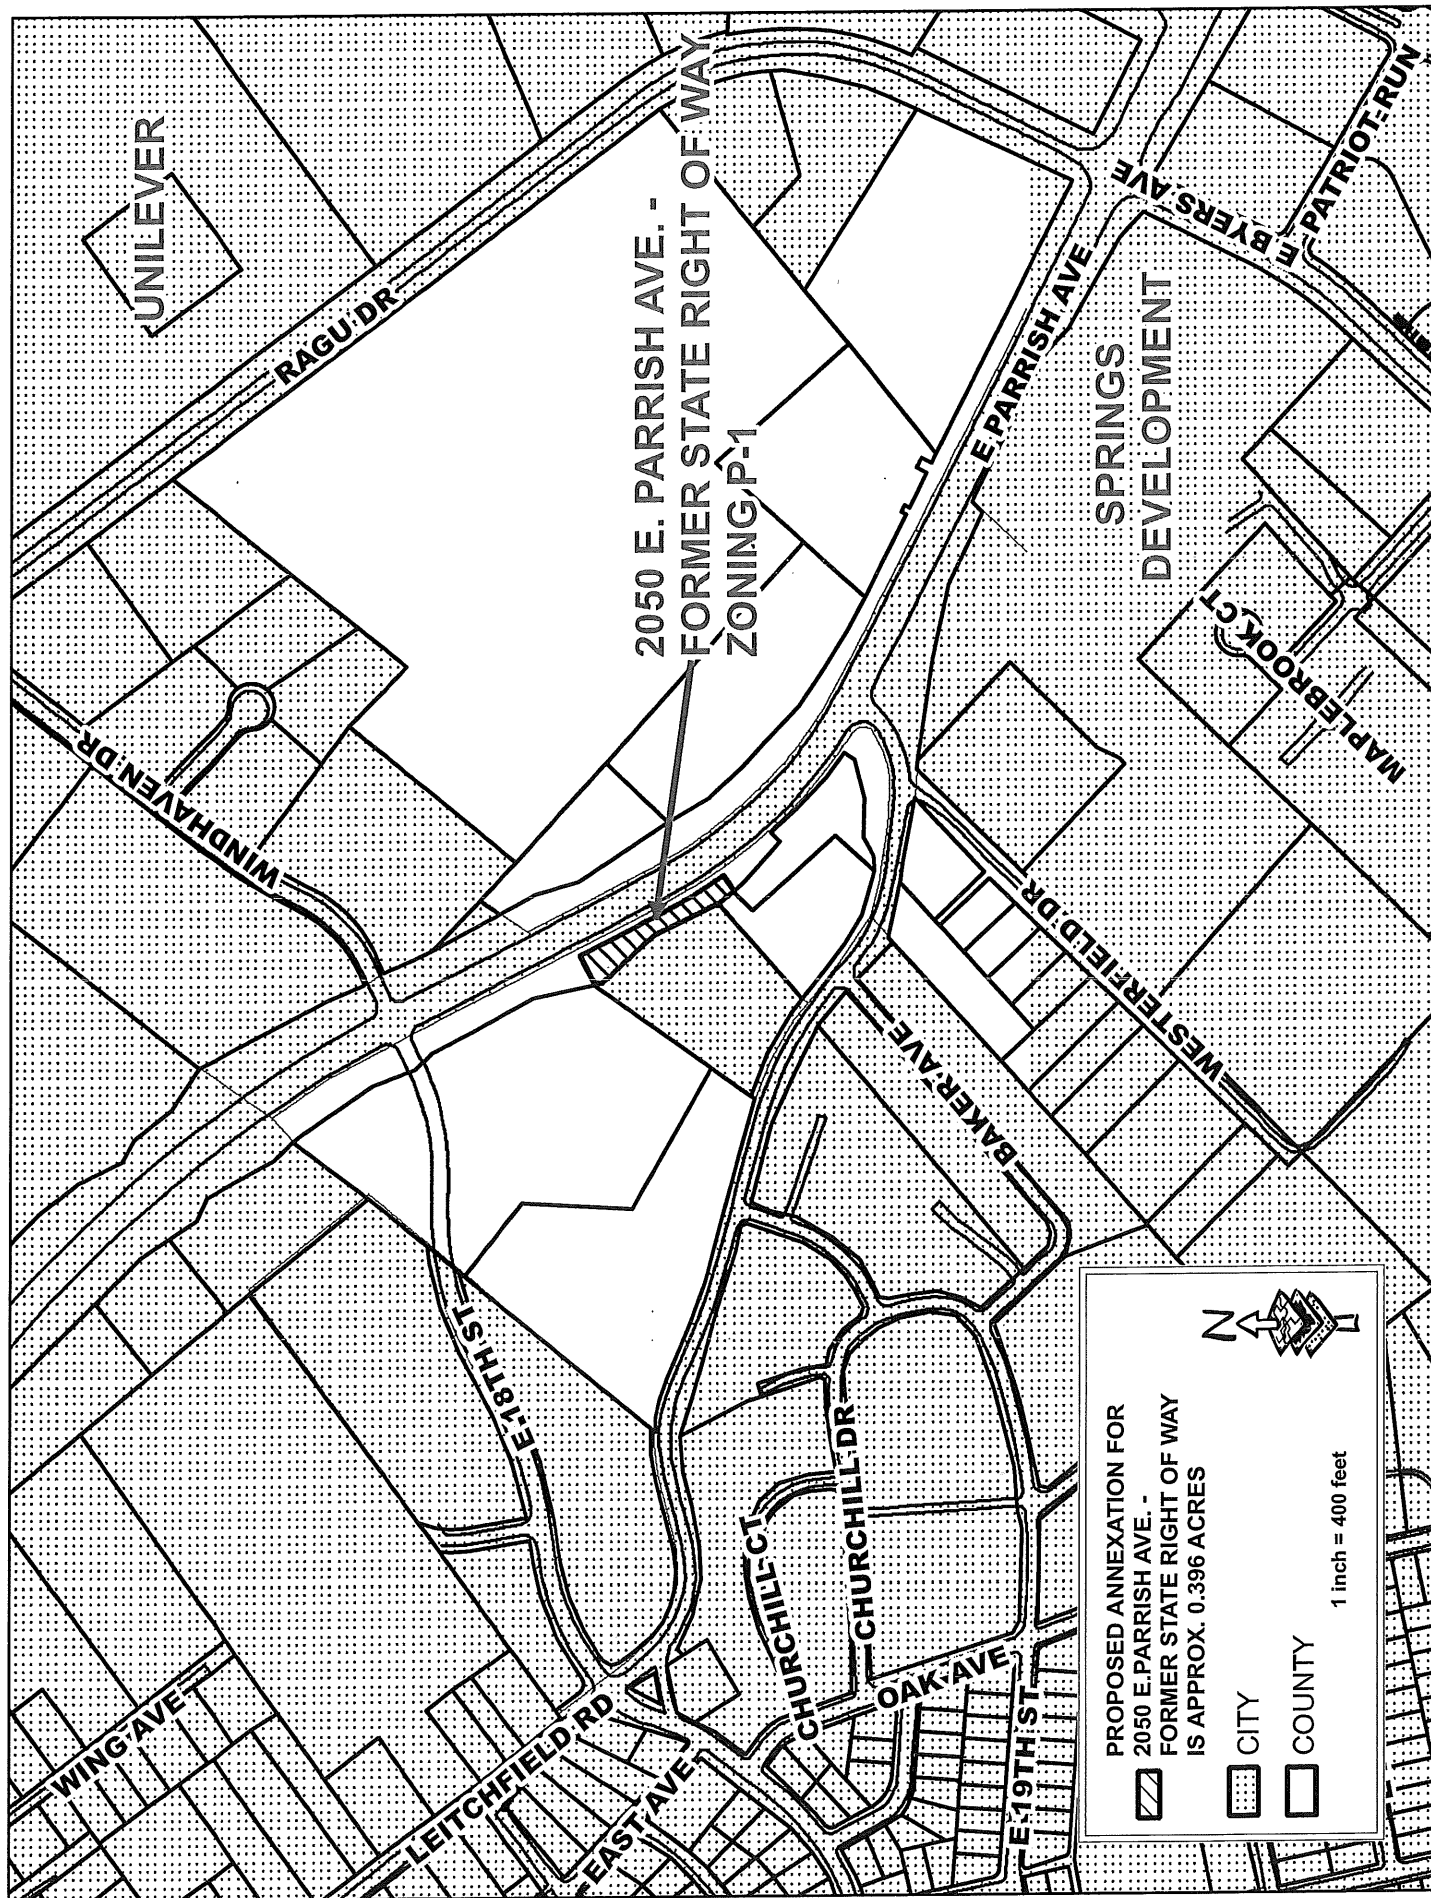 UNILEVER
RAGU DR
2050 E. PARRISH AVE. -
FORMER STATE RIGHT OF WAY
ZONING P-1
WINDHAVEN DR
E PARRISH AVE
E BYERS AVE
PATRIOT RUN
SPRINGS
DEVELOPMENT
MAPLEBROOK CT
WESTERFIELD DR
BAKER AVE
E 18TH ST
CHURCHILL DR
CHURCHILL CT
OAK AVE
E 19TH ST
EAST AVE
LEITCHFIELD RD
WING AVE
PROPOSED ANNEXATION FOR
2050 E.PARRISH AVE. -
FORMER STATE RIGHT OF WAY
IS APPROX. 0.396 ACRES
CITY
COUNTY
1 inch = 400 feet
N